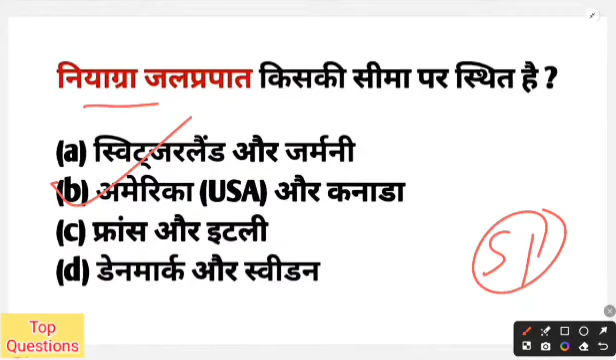 नियाग्रा जलप्रपात किसकी सीमा पर स्थित है ?
(a) स्विट्जरलैंड और जर्मनी
(b) अमेरिका (USA) और कनाडा
(c) फ्रांस और इटली
(d) डेनमार्क और स्वीडन
Top
Questions